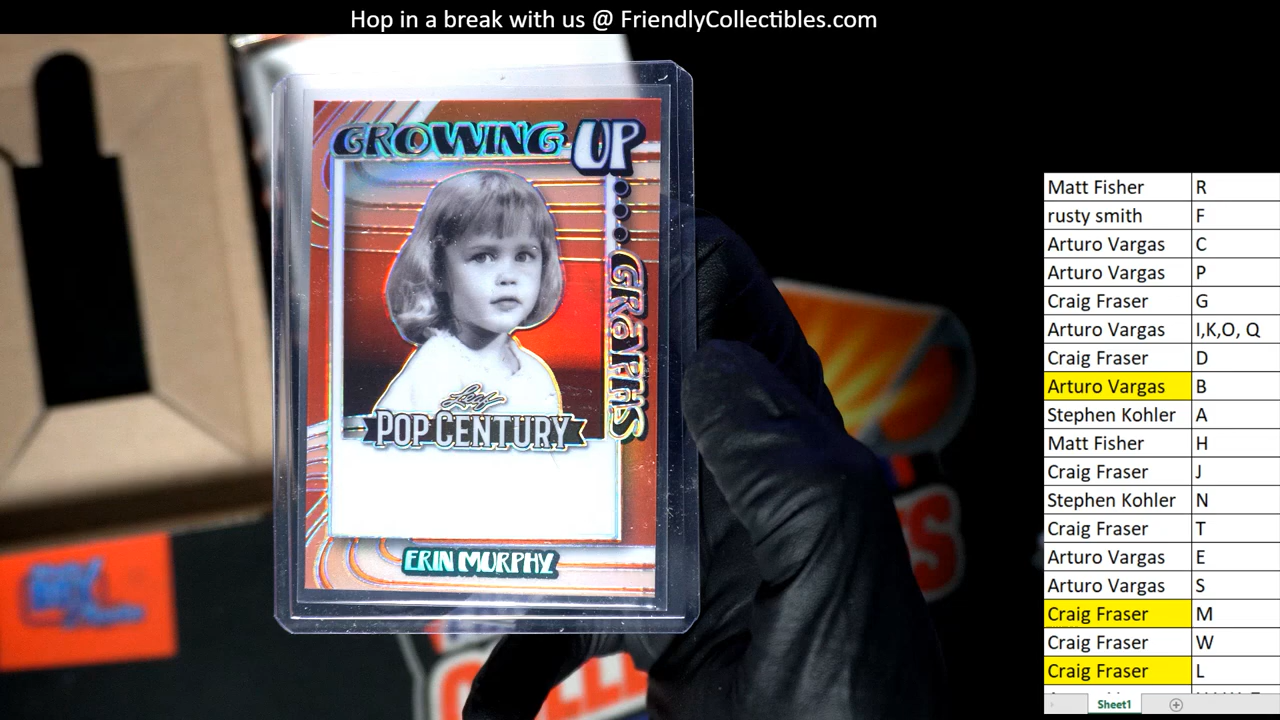 Hop in a break with us @ FriendlyCollectibles.com
GROWING UP...GRAPHS
Leaf
POP CENTURY
ERIN MURPHY
Matt Fisher R
rusty smith F
Arturo Vargas C
Arturo Vargas P
Craig Fraser G
Arturo Vargas I,K,O, Q
Craig Fraser D
Arturo Vargas B
Stephen Kohler A
Matt Fisher H
Craig Fraser J
Stephen Kohler N
Craig Fraser T
Arturo Vargas E
Arturo Vargas S
Craig Fraser M
Craig Fraser W
Craig Fraser L
Sheet1